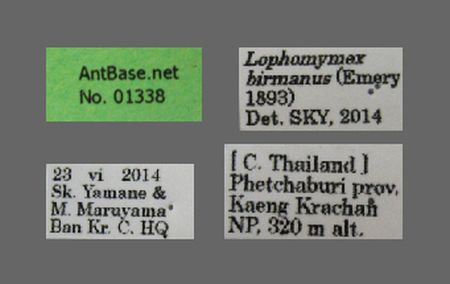 AntBase.net
No. 01338
Lophomymex
birmanus (Emery
1893)
Det. SKY, 2014
23 vi 2014
Sk. Yamane &
M. Maruyama
Ban Kr. C. HQ
[ C. Thailand ]
Phetchaburi prov.
Kaeng Krachan
NP, 320 m alt.